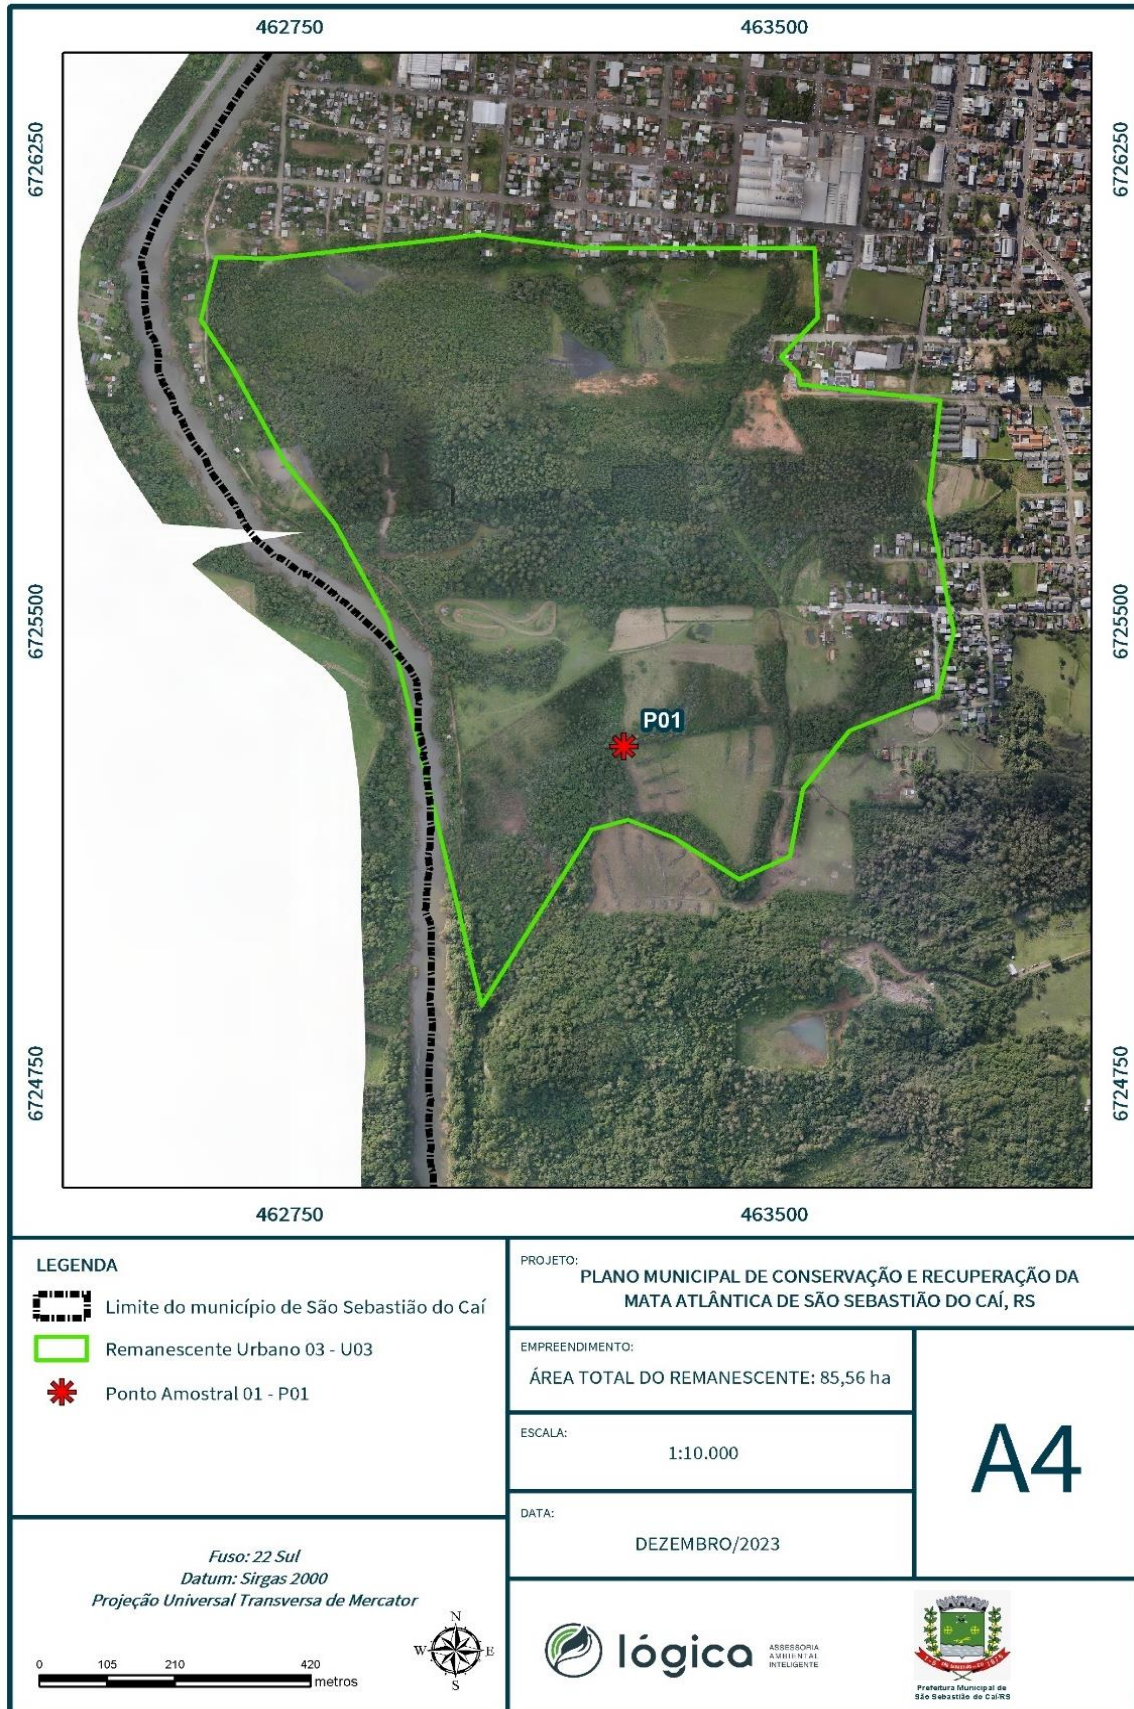 462750
463500
6726250
6726250
6725500
6725500
P01
6724750
6724750
462750
463500
LEGENDA
Limite do município de São Sebastião do Caí
Remanescente Urbano 03 - U03
Ponto Amostral 01 - P01
PROJETO:
PLANO MUNICIPAL DE CONSERVAÇÃO E RECUPERAÇÃO DA
MATA ATLÂNTICA DE SÃO SEBASTIÃO DO CAÍ, RS
EMPREENDIMENTO:
ÁREA TOTAL DO REMANESCENTE: 85,56 ha
ESCALA:
1:10.000
DATA:
DEZEMBRO/2023
A4
Fuso: 22 Sul
Datum: Sirgas 2000
Projeção Universal Transversa de Mercator
N
W E
S
0 105 210 420
metros
lógica
ASSESSORIA
AMBIENTAL
INTELIGENTE
Prefeitura Municipal de
São Sebastião do Caí/RS